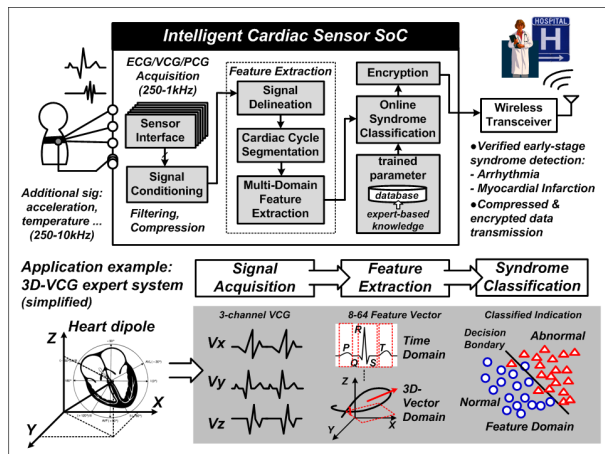 Intelligent Cardiac Sensor SoC
ECG/VCG/PCG
Acquisition
(250-1kHz)
Sensor
Interface
Signal
Conditioning
Filtering,
Compression
Additional sig:
acceleration,
temperature ...
(250-10kHz)
Feature Extraction
Signal
Delineation
Cardiac Cycle
Segmentation
Multi-Domain
Feature
Extraction
Encryption
Online
Syndrome
Classification
trained
parameter
database
expert-based
knowledge
HOSPITAL
H
Wireless
Transceiver
●Verified early-stage
syndrome detection:
- Arrhythmia
- Myocardial Infarction
●Compressed &
encrypted data
transmission
Application example:
3D-VCG expert system
(simplified)
Signal
Acquisition
Feature
Extraction
Syndrome
Classification
Heart dipole
Z
X
Y
3-channel VCG
Vx
Vy
Vz
8-64 Feature Vector
R
P
Q
S
T
Time
Domain
Z
3D-
Vector
Domain
Y
X
Classified Indication
Decision
Bondary
Abnormal
Normal
Feature Domain